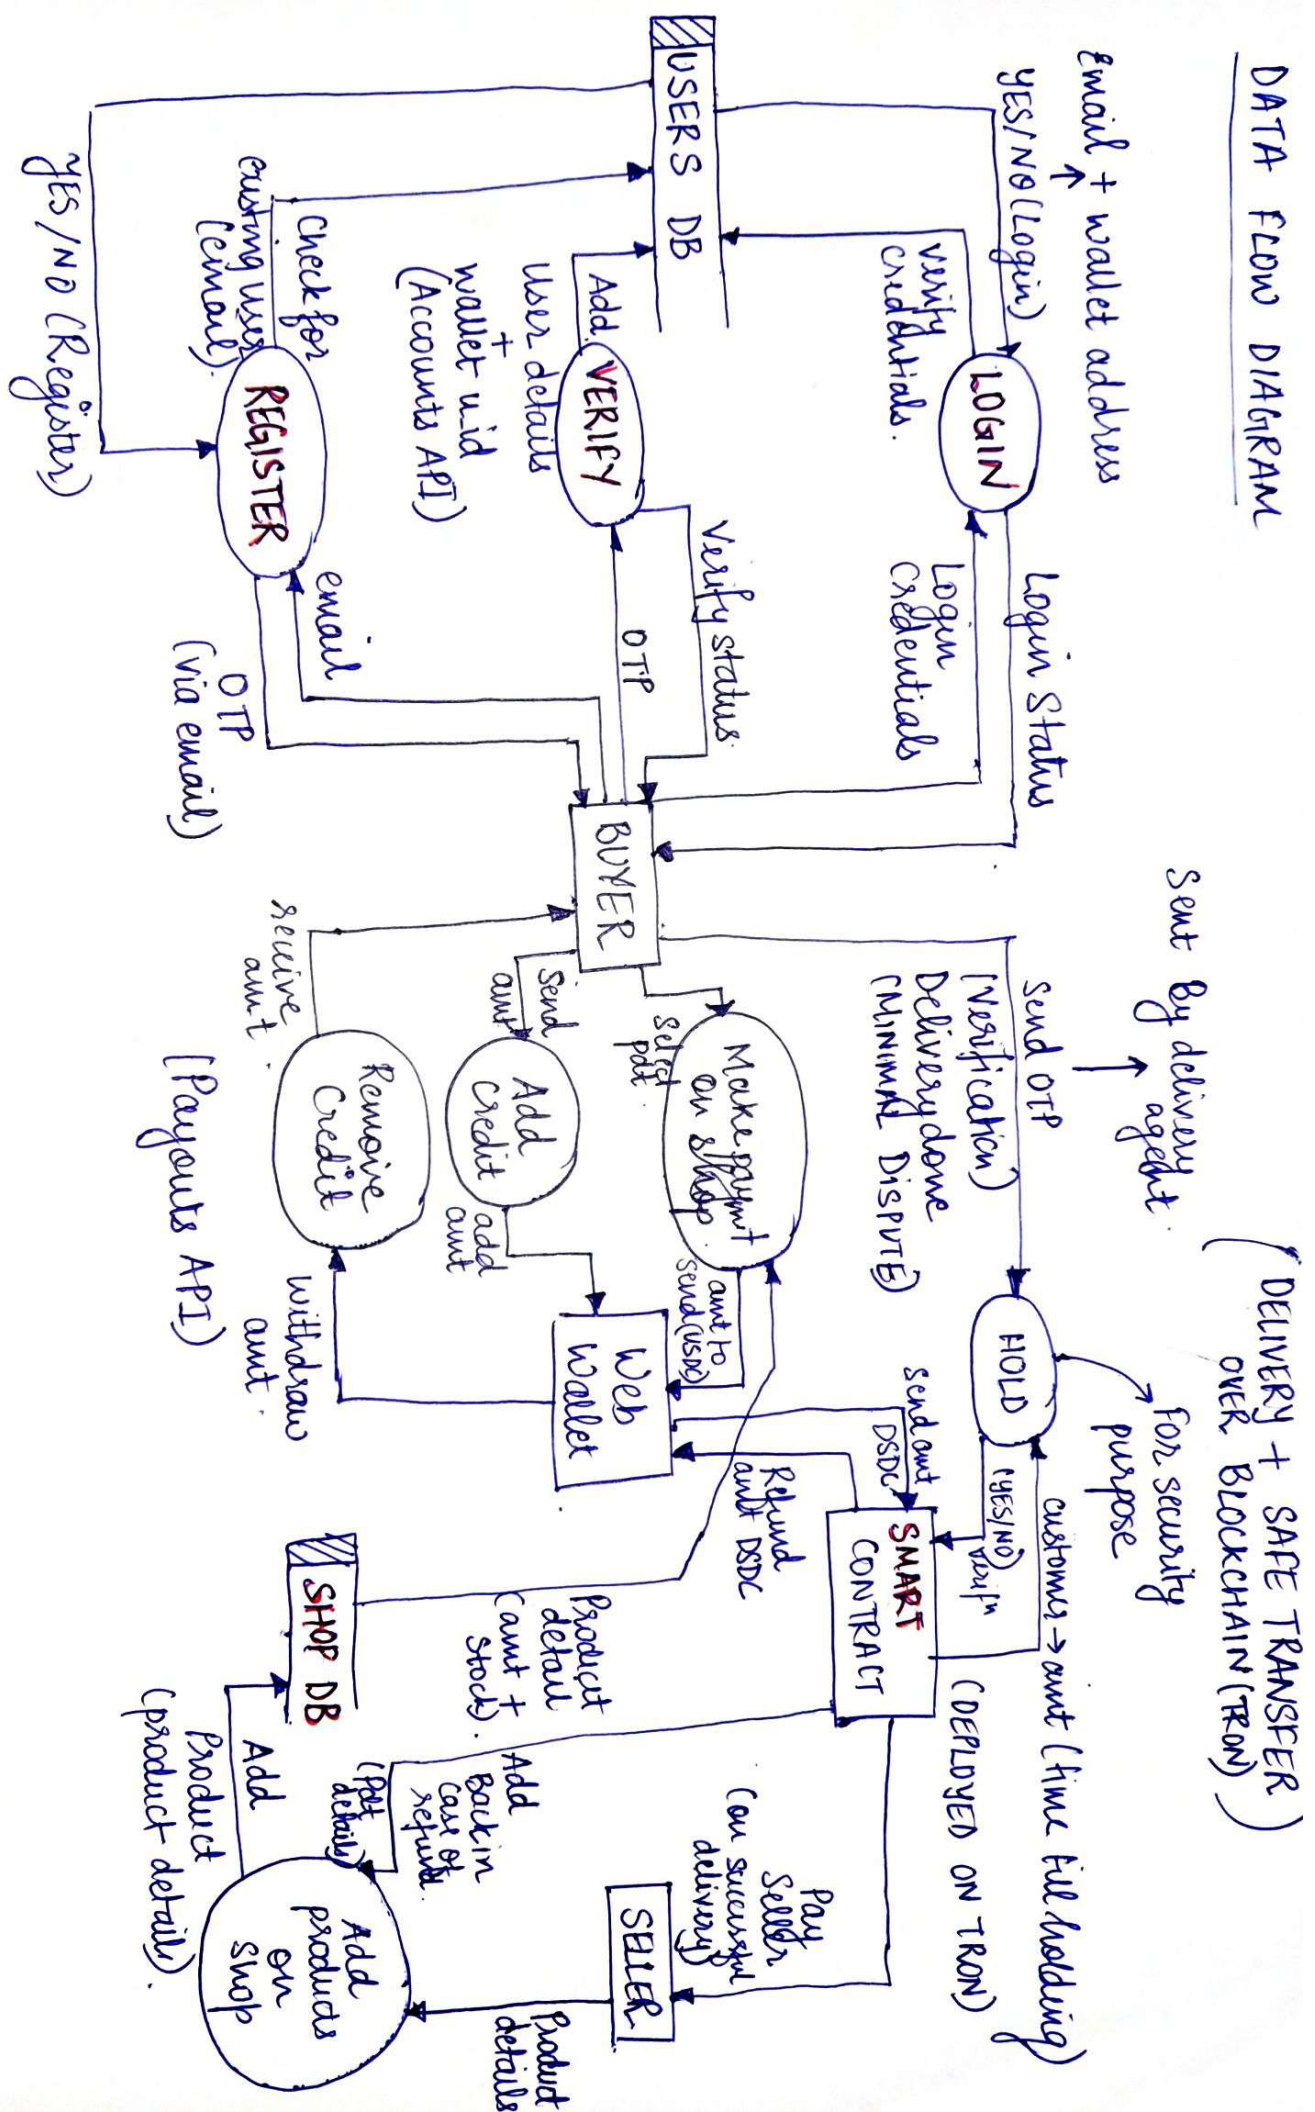 DATA FLOW DIAGRAM
(DELIVERY + SAFE TRANSFER
OVER BLOCKCHAIN (TRON))
Email + wallet address
YES/NO (Login)
Sent By delivery
agent.
USERS DB
LOGIN
verify
credentials.
Login Status
Login
credentials
Send OTP
(Verification)
Delivery done
(MINIMAL DISPUTE)
HOLD
For security
purpose
customer → amt (time till holding)
(YES/NO)
verifn
SMART
CONTRACT
(DEPLOYED ON TRON)
Send amt
DSDC
Refund
amt DSDC
VERIFY
Add.
User details
+
wallet uid
(Accounts API)
Verify status.
OTP
BUYER
Select
pdt.
Make paymt
on shop.
amt to
send (USDC)
Web
Wallet
Send
amt
Add
credit
add
amt
Pay
Seller
(on successful
delivery)
SELLER
Product
details
Check for
existing user
(email).
REGISTER
YES/NO (Register)
email
OTP
(via email)
receive
amt.
Remove
Credit
withdraw
amt.
(Payouts API)
Product
detail
(amt +
stock).
SHOP DB
Add
Back in
case of
refund.
(Pdt
details)
Add
Product
(product details).
Add
products
on
shop